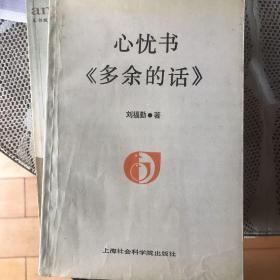 心忧书
《多余的话》
刘福勤●著
上海社会科学院出版社